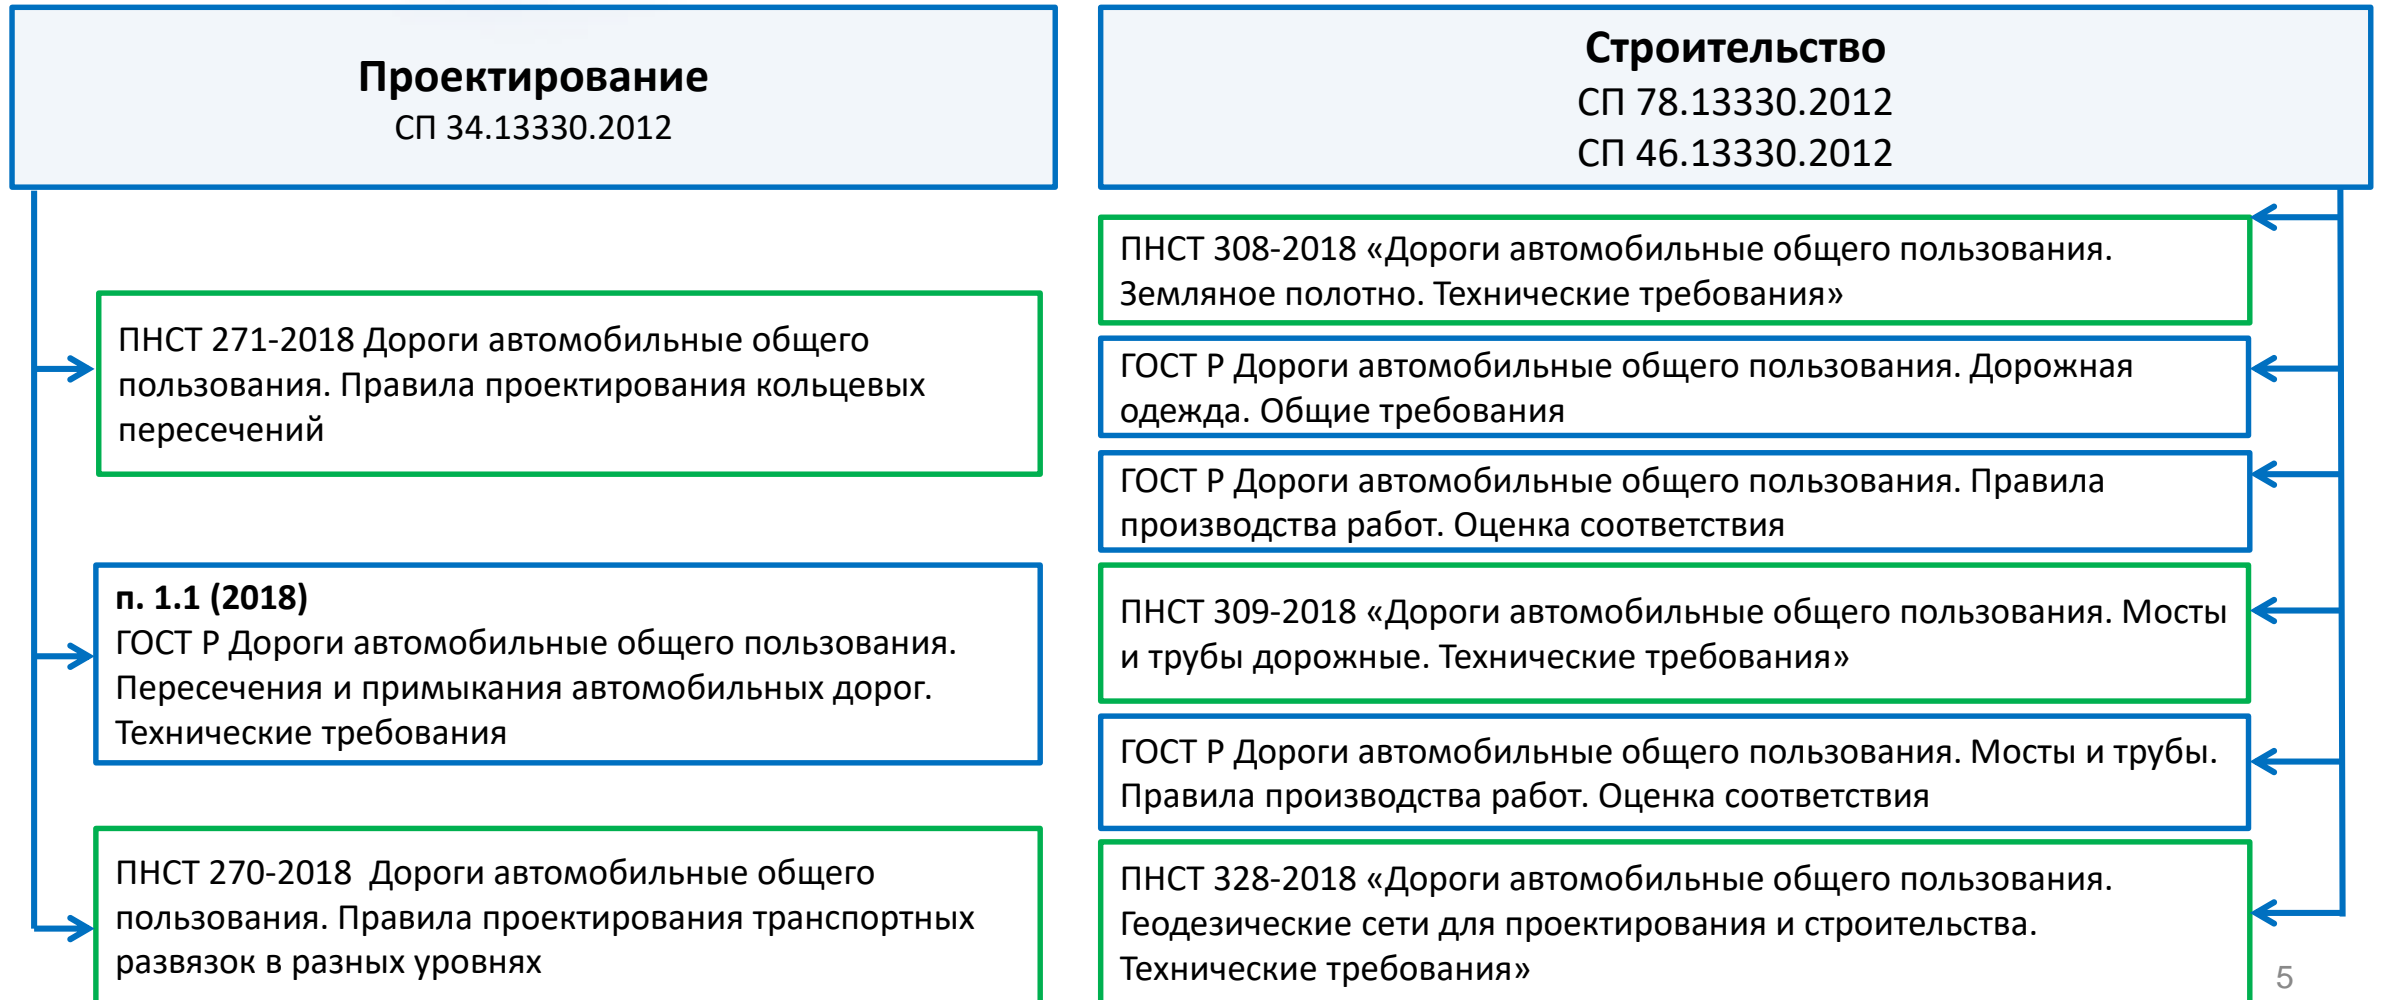 Проектирование
СП 34.13330.2012
ПНСТ 271-2018 Дороги автомобильные общего
пользования. Правила проектирования кольцевых
пересечений
п. 1.1 (2018)
ГОСТ Р Дороги автомобильные общего пользования.
Пересечения и примыкания автомобильных дорог.
Технические требования
ПНСТ 270-2018 Дороги автомобильные общего
пользования. Правила проектирования транспортных
развязок в разных уровнях
Строительство
СП 78.13330.2012
СП 46.13330.2012
ПНСТ 308-2018 «Дороги автомобильные общего пользования.
Земляное полотно. Технические требования»
ГОСТ Р Дороги автомобильные общего пользования. Дорожная
одежда. Общие требования
ГОСТ Р Дороги автомобильные общего пользования. Правила
производства работ. Оценка соответствия
ПНСТ 309-2018 «Дороги автомобильные общего пользования. Мосты
и трубы дорожные. Технические требования»
ГОСТ Р Дороги автомобильные общего пользования. Мосты и трубы.
Правила производства работ. Оценка соответствия
ПНСТ 328-2018 «Дороги автомобильные общего пользования.
Геодезические сети для проектирования и строительства.
Технические требования»
5